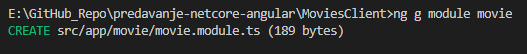 E:\GitHub_Repo\predavanje-netcore-angular\MoviesClient>ng g module movie
CREATE src/app/movie/movie.module.ts (189 bytes)